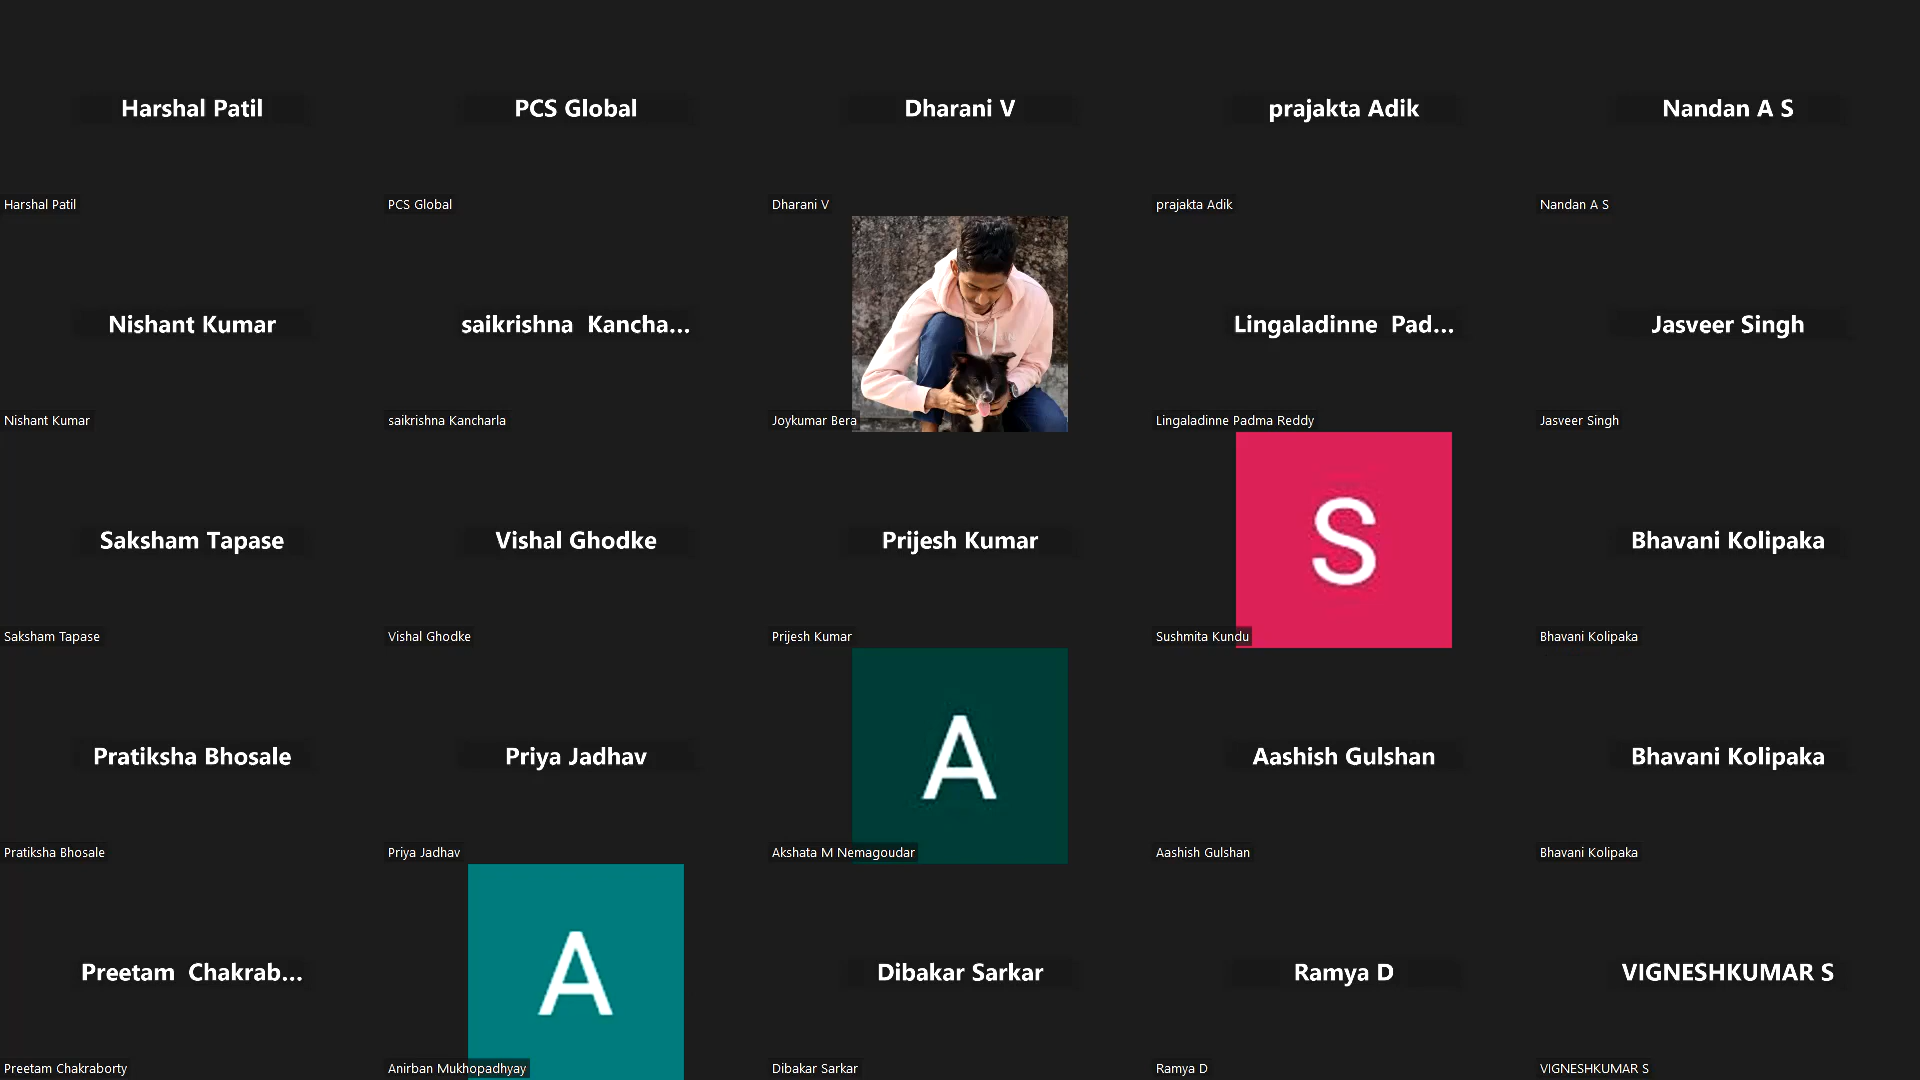 Harshal Patil
PCS Global
Dharani V
prajakta Adik
Nandan A S
Harshal Patil
PCS Global
Dharani V
prajakta Adik
Nandan A S
Nishant Kumar
saikrishna  Kancha...
Lingaladinne  Pad...
Jasveer Singh
Nishant Kumar
saikrishna Kancharla
Joykumar Bera
Lingaladinne Padma Reddy
Jasveer Singh
Saksham Tapase
Vishal Ghodke
Prijesh Kumar
S
Bhavani Kolipaka
Saksham Tapase
Vishal Ghodke
Prijesh Kumar
Sushmita Kundu
Bhavani Kolipaka
Pratiksha Bhosale
Priya Jadhav
A
Aashish Gulshan
Bhavani Kolipaka
Pratiksha Bhosale
Priya Jadhav
Akshata M Nemagoudar
Aashish Gulshan
Bhavani Kolipaka
Preetam  Chakrab...
A
Dibakar Sarkar
Ramya D
VIGNESHKUMAR S
Preetam Chakraborty
Anirban Mukhopadhyay
Dibakar Sarkar
Ramya D
VIGNESHKUMAR S